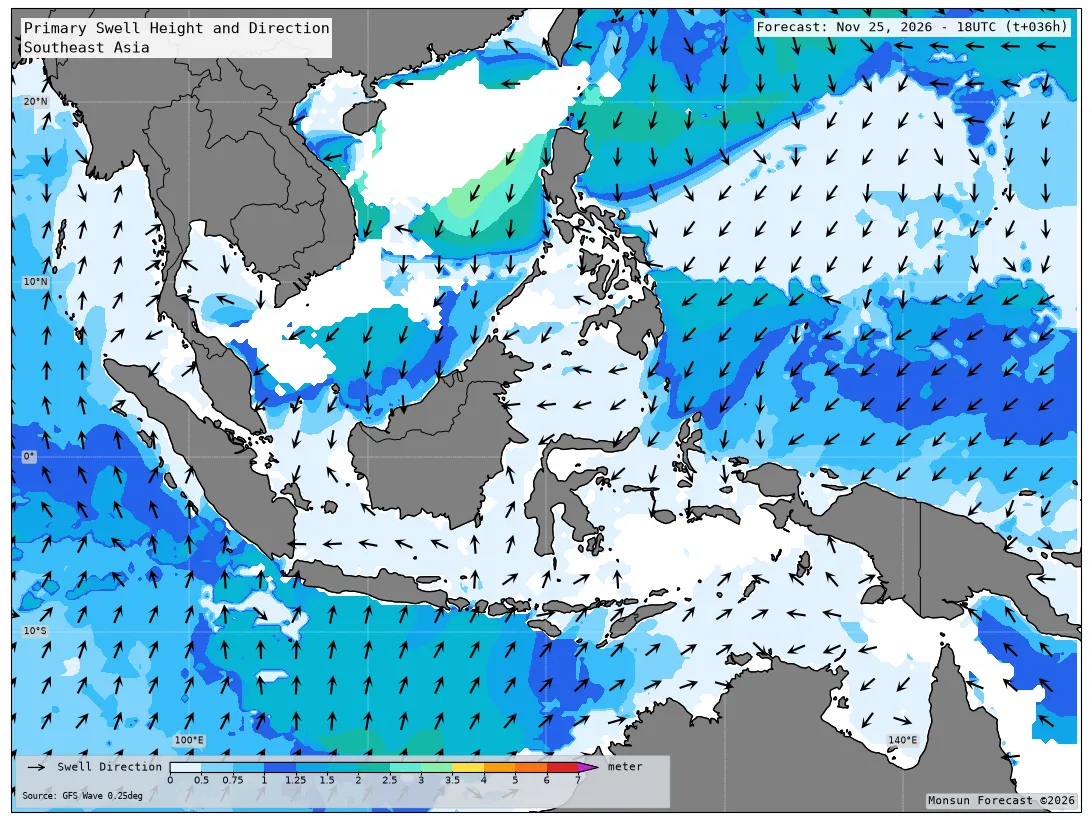 Primary Swell Height and Direction
Southeast Asia
Forecast: Nov 25, 2026 - 18UTC (t+036h)
20°N
10°N
0°
10°S
100°E
140°E
Swell Direction
0 0.5 0.75 1 1.25 1.5 2 2.5 3 3.5 4 5 6 7
meter
Source: GFS Wave 0.25deg
Monsun Forecast ©2026